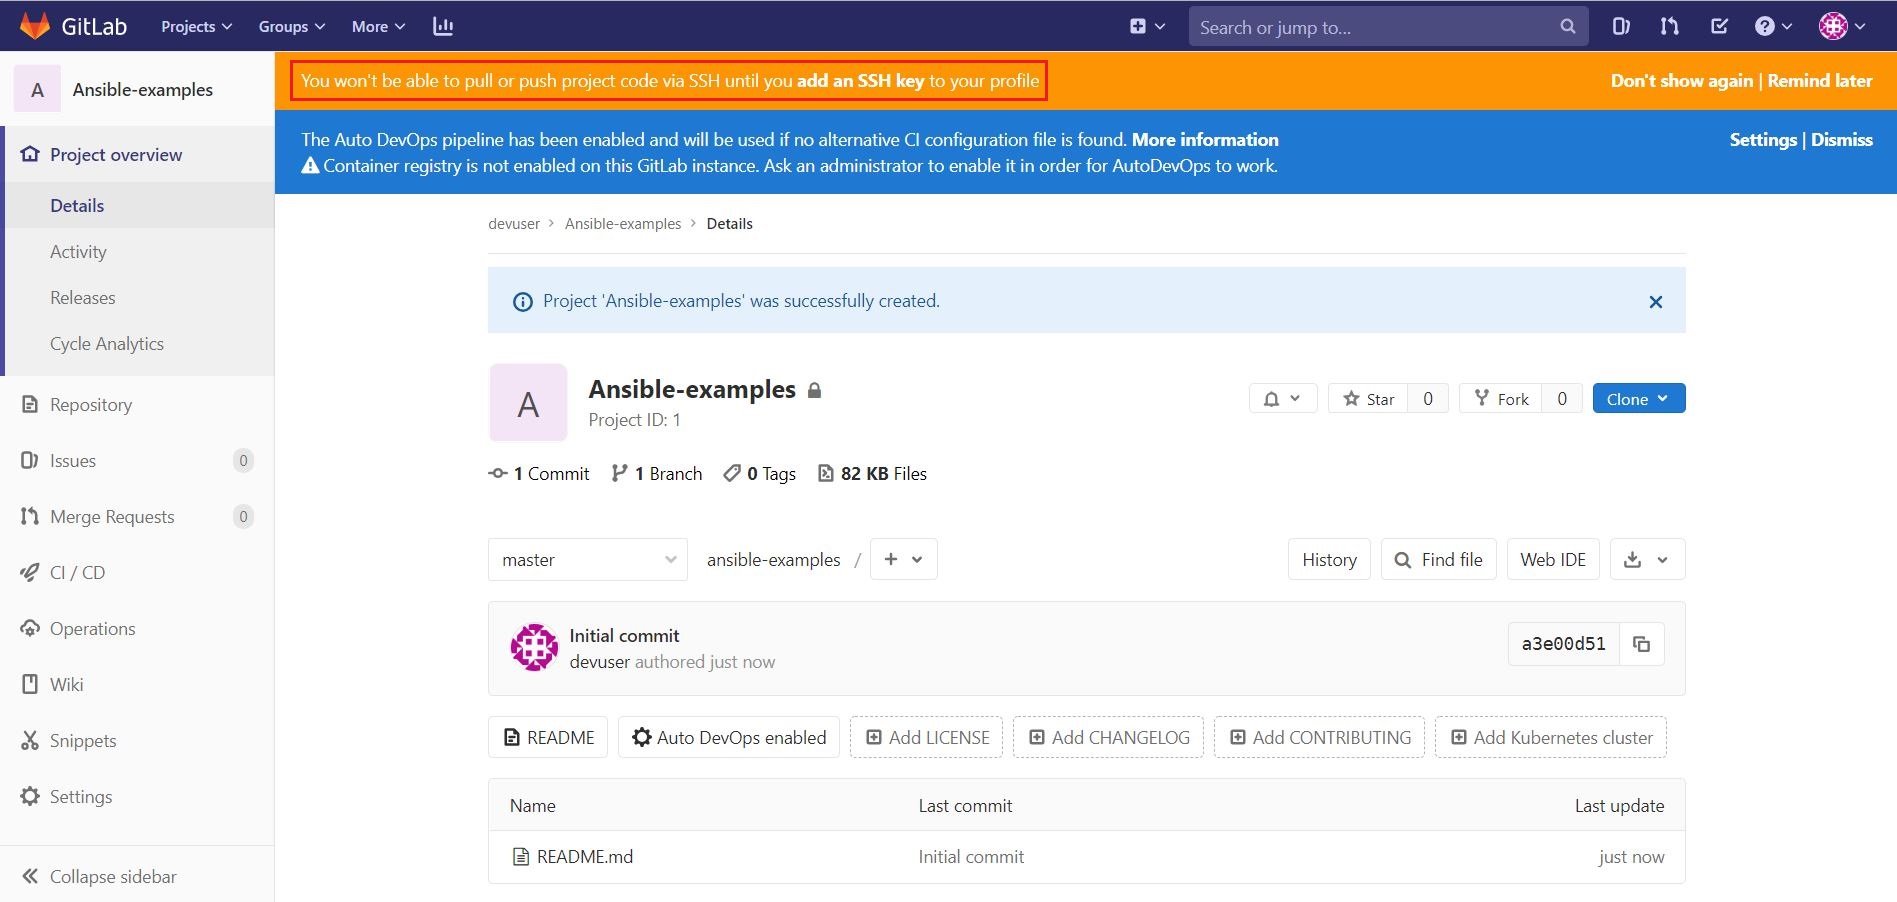 GitLab Projects Groups More Search or jump to...
A Ansible-examples
You won't be able to pull or push project code via SSH until you add an SSH key to your profile Don't show again | Remind later
The Auto DevOps pipeline has been enabled and will be used if no alternative CI configuration file is found. More information Settings | Dismiss
Container registry is not enabled on this GitLab instance. Ask an administrator to enable it in order for AutoDevOps to work.
Project overview
Details
Activity
Releases
Cycle Analytics
Repository
Issues 0
Merge Requests 0
CI / CD
Operations
Wiki
Snippets
Settings
Collapse sidebar
devuser > Ansible-examples > Details
Project 'Ansible-examples' was successfully created.
A
Ansible-examples
Project ID: 1
Star 0 Fork 0 Clone
1 Commit 1 Branch 0 Tags 82 KB Files
master ansible-examples / + History Find file Web IDE
Initial commit
devuser authored just now
a3e00d51
README Auto DevOps enabled Add LICENSE Add CHANGELOG Add CONTRIBUTING Add Kubernetes cluster
Name Last commit Last update
README.md Initial commit just now